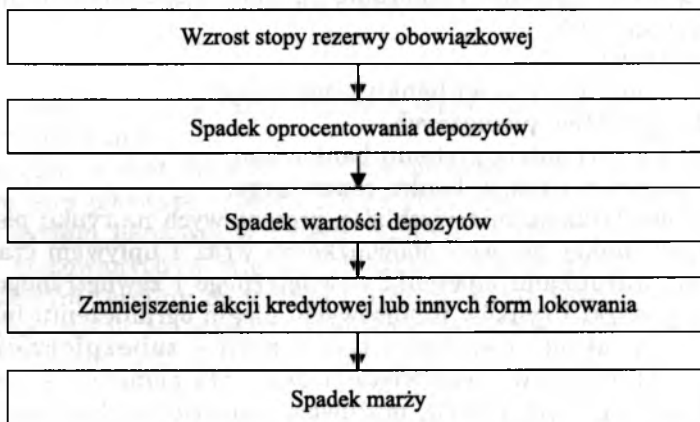 Wzrost stopy rezerwy obowiązkowej
Spadek oprocentowania depozytów
Spadek wartości depozytów
Zmniejszenie akcji kredytowej lub innych form lokowania
Spadek marży